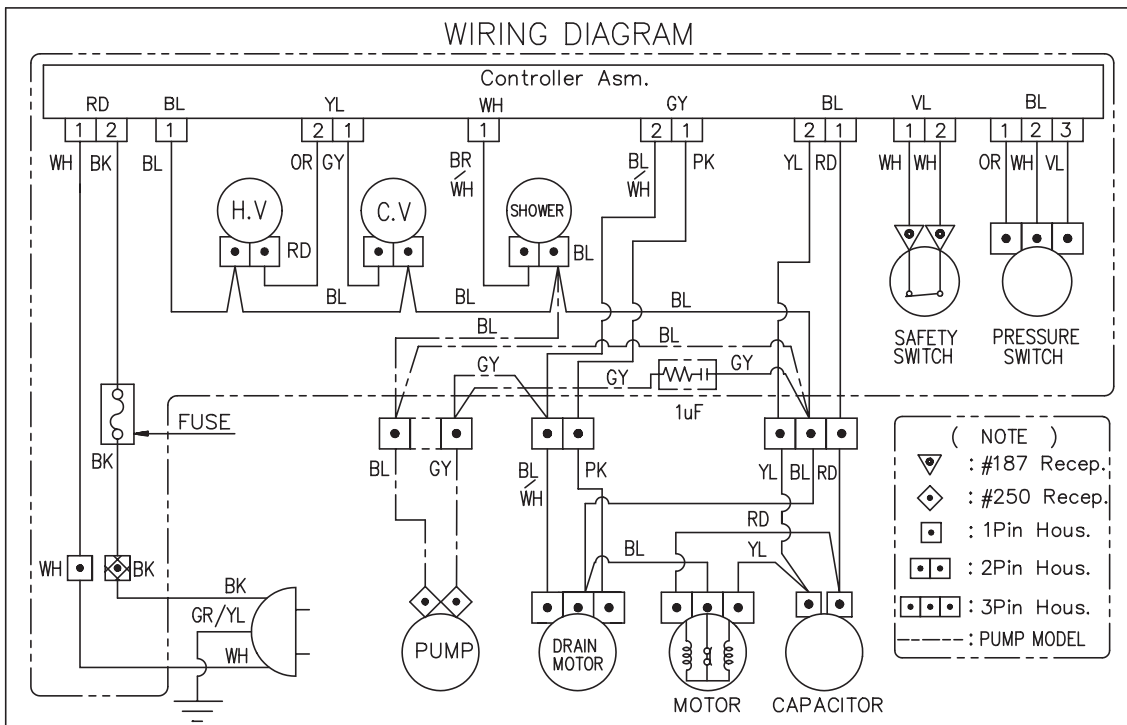 WIRING DIAGRAM
Controller Asm.
RD BL YL WH GY BL VL BL
1 2 1 2 1 1 2 1 2 1 1 2 1 2 3
WH BK BL OR GY BR/WH BL/WH PK YL RD WH WH OR WH VL
H.V C.V SHOWER
RD BL
BL BL BL
SAFETY SWITCH
PRESSURE SWITCH
BL BL
GY GY GY
1uF
FUSE
BK BL GY BL/WH PK YL BL RD
( NOTE )
: #187 Recep.
: #250 Recep.
: 1Pin Hous.
: 2Pin Hous.
: 3Pin Hous.
: PUMP MODEL
RD
BL YL
WH BK
BK
GR/YL
WH
PUMP
DRAIN MOTOR
MOTOR
CAPACITOR